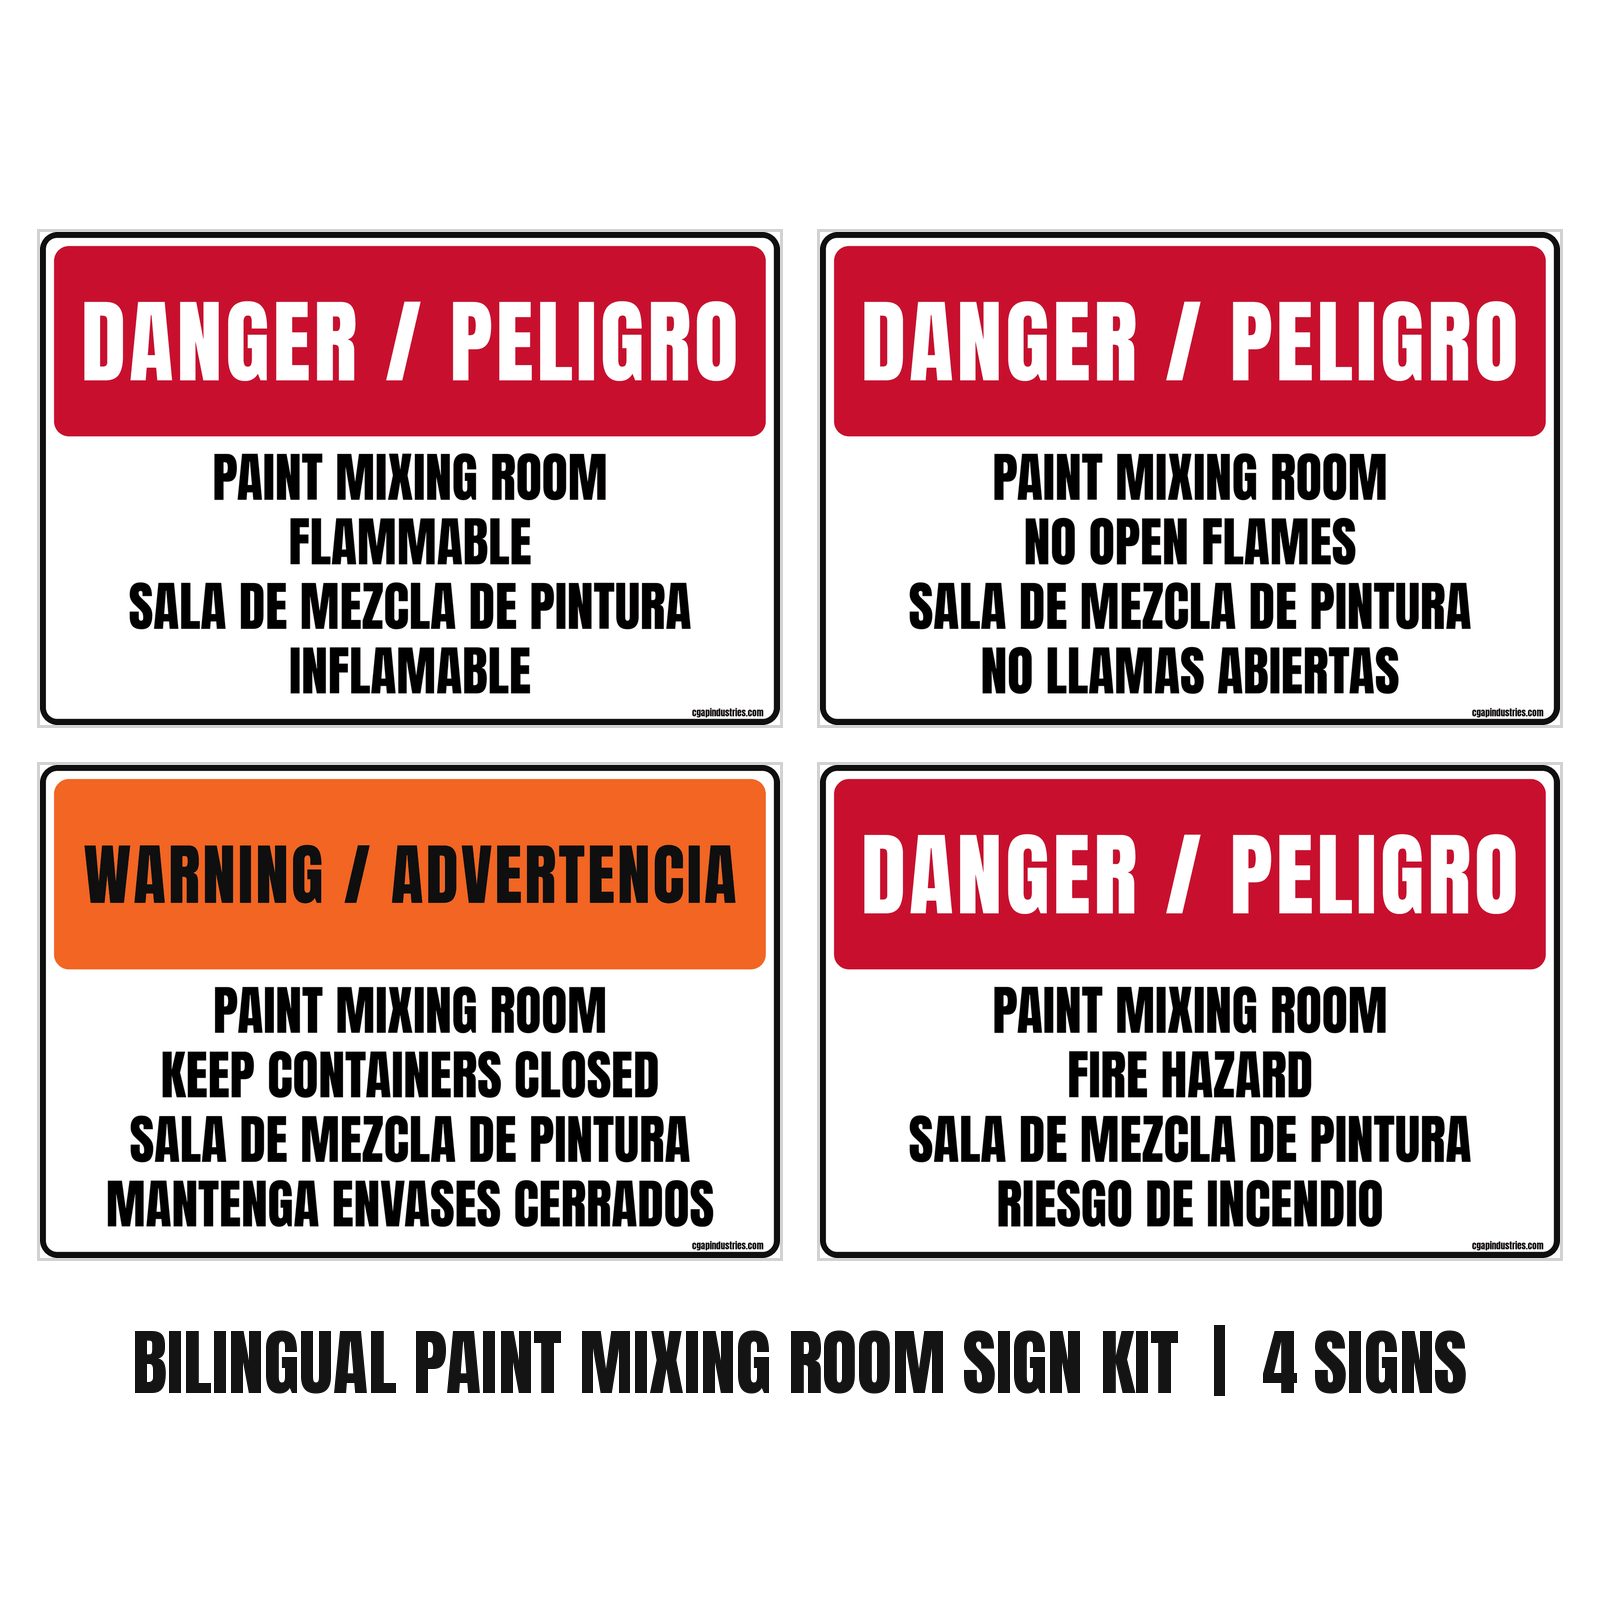 DANGER / PELIGRO
PAINT MIXING ROOM
FLAMMABLE
SALA DE MEZCLA DE PINTURA
INFLAMABLE
cgapindustries.com
DANGER / PELIGRO
PAINT MIXING ROOM
NO OPEN FLAMES
SALA DE MEZCLA DE PINTURA
NO LLAMAS ABIERTAS
cgapindustries.com
WARNING / ADVERTENCIA
PAINT MIXING ROOM
KEEP CONTAINERS CLOSED
SALA DE MEZCLA DE PINTURA
MANTENGA ENVASES CERRADOS
cgapindustries.com
DANGER / PELIGRO
PAINT MIXING ROOM
FIRE HAZARD
SALA DE MEZCLA DE PINTURA
RIESGO DE INCENDIO
cgapindustries.com
BILINGUAL PAINT MIXING ROOM SIGN KIT | 4 SIGNS